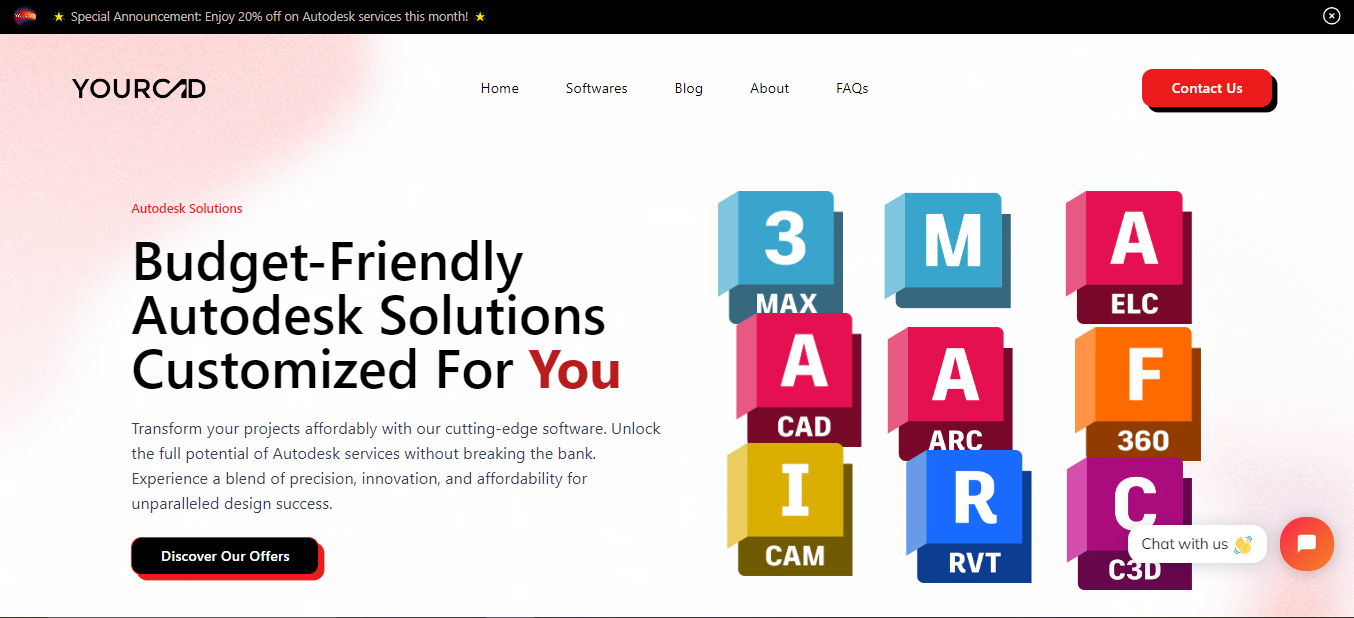 Special Announcement: Enjoy 20% off on Autodesk services this month!
YOURCAD
Home
Softwares
Blog
About
FAQs
Contact Us
Autodesk Solutions
Budget-Friendly
Autodesk Solutions
Customized For You
Transform your projects affordably with our cutting-edge software. Unlock
the full potential of Autodesk services without breaking the bank.
Experience a blend of precision, innovation, and affordability for
unparalleled design success.
Discover Our Offers
3
MAX
M
A
ELC
A
CAD
A
ARC
F
360
I
CAM
R
RVT
C
C3D
Chat with us